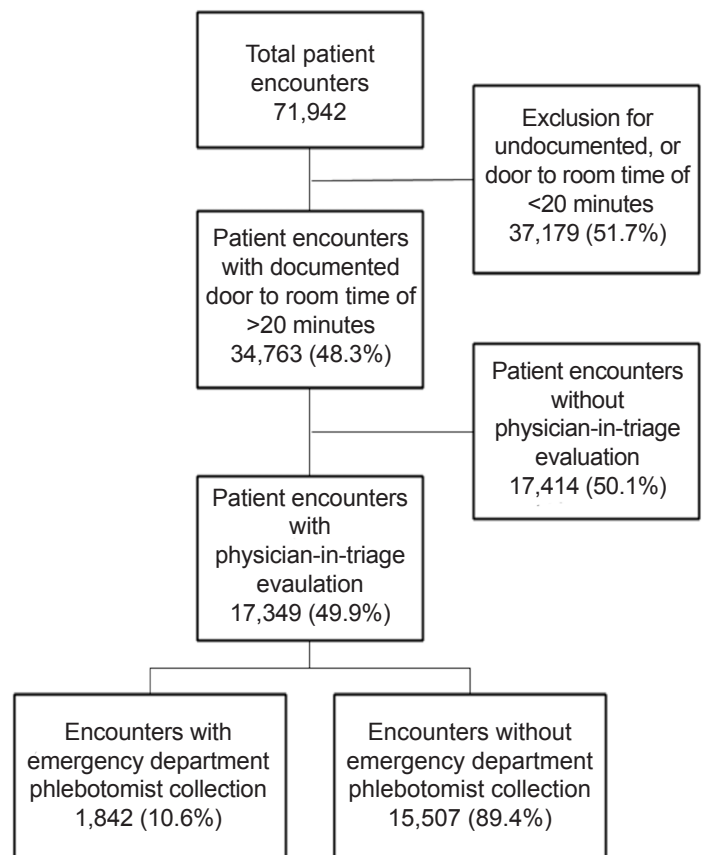 Total patient
encounters
71,942
Exclusion for
undocumented, or
door to room time of
<20 minutes
37,179 (51.7%)
Patient encounters
with documented
door to room time of
>20 minutes
34,763 (48.3%)
Patient encounters
without
physician-in-triage
evaluation
17,414 (50.1%)
Patient encounters
with
physician-in-triage
evaulation
17,349 (49.9%)
Encounters with
emergency department
phlebotomist collection
1,842 (10.6%)
Encounters without
emergency department
phlebotomist collection
15,507 (89.4%)